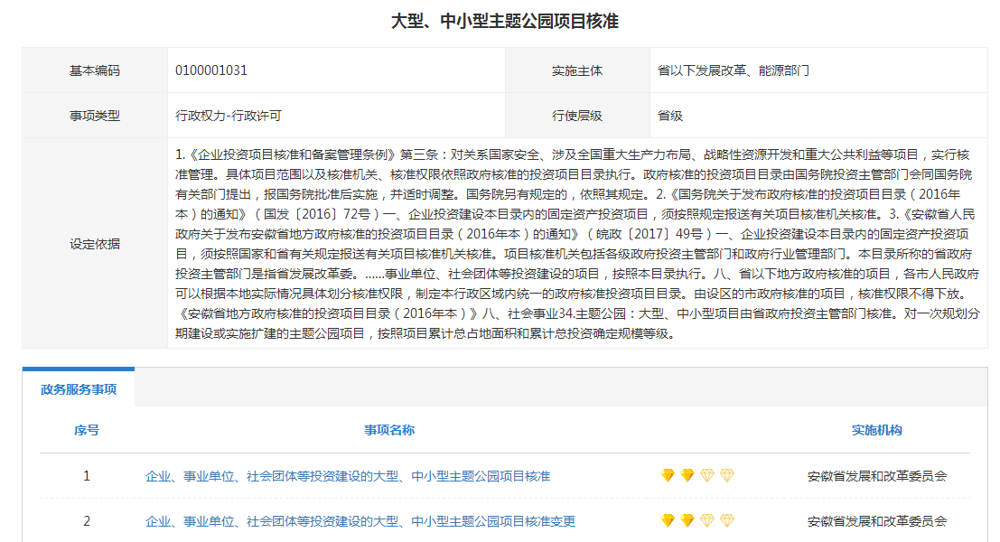 大型、中小型主题公园项目核准
基本编码 0100001031 实施主体 省以下发展改革、能源部门
事项类型 行政权力-行政许可 行使层级 省级
设定依据
1.《企业投资项目核准和备案管理条例》第三条：对关系国家安全、涉及全国重大生产力布局、战略性资源开发和重大公共利益等项目，实行核
准管理。具体项目范围以及核准机关、核准权限依照政府核准的投资项目目录执行。政府核准的投资项目目录由国务院投资主管部门会同国务院
有关部门提出，报国务院批准后实施，并适时调整。国务院另有规定的，依照其规定。2.《国务院关于发布政府核准的投资项目目录（2016年
本）的通知》（国发〔2016〕72号）一、企业投资建设本目录内的固定资产投资项目，须按照规定报送有关项目核准机关核准。3.《安徽省人民
政府关于发布安徽省地方政府核准的投资项目目录（2016年本）的通知》（皖政〔2017〕49号）一、企业投资建设本目录内的固定资产投资项
目，须按照国家和省有关规定报送有关项目核准机关核准。项目核准机关包括各级政府投资主管部门和政府行业管理部门。本目录所称的省政府
投资主管部门是指省发展改革委。......事业单位、社会团体等投资建设的项目，按照本目录执行。八、省以下地方政府核准的项目，各市人民政府
可以根据本地实际情况具体划分核准权限，制定本行政区域内统一的政府核准投资项目目录。由设区的市政府核准的项目，核准权限不得下放。
《安徽省地方政府核准的投资项目目录（2016年本）》八、社会事业34.主题公园：大型、中小型项目由省政府投资主管部门核准。对一次规划分
期建设或实施扩建的主题公园项目，按照项目累计总占地面积和累计总投资确定规模等级。
政务服务事项
序号 事项名称 实施机构
1 企业、事业单位、社会团体等投资建设的大型、中小型主题公园项目核准 安徽省发展和改革委员会
2 企业、事业单位、社会团体等投资建设的大型、中小型主题公园项目核准变更 安徽省发展和改革委员会